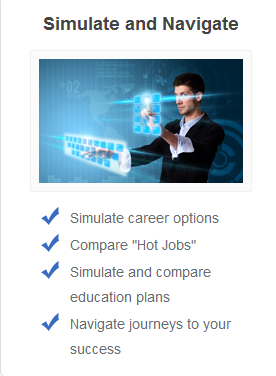 Simulate and Navigate
02
Simulate career options
Compare "Hot Jobs"
Simulate and compare
education plans
Navigate journeys to your
success